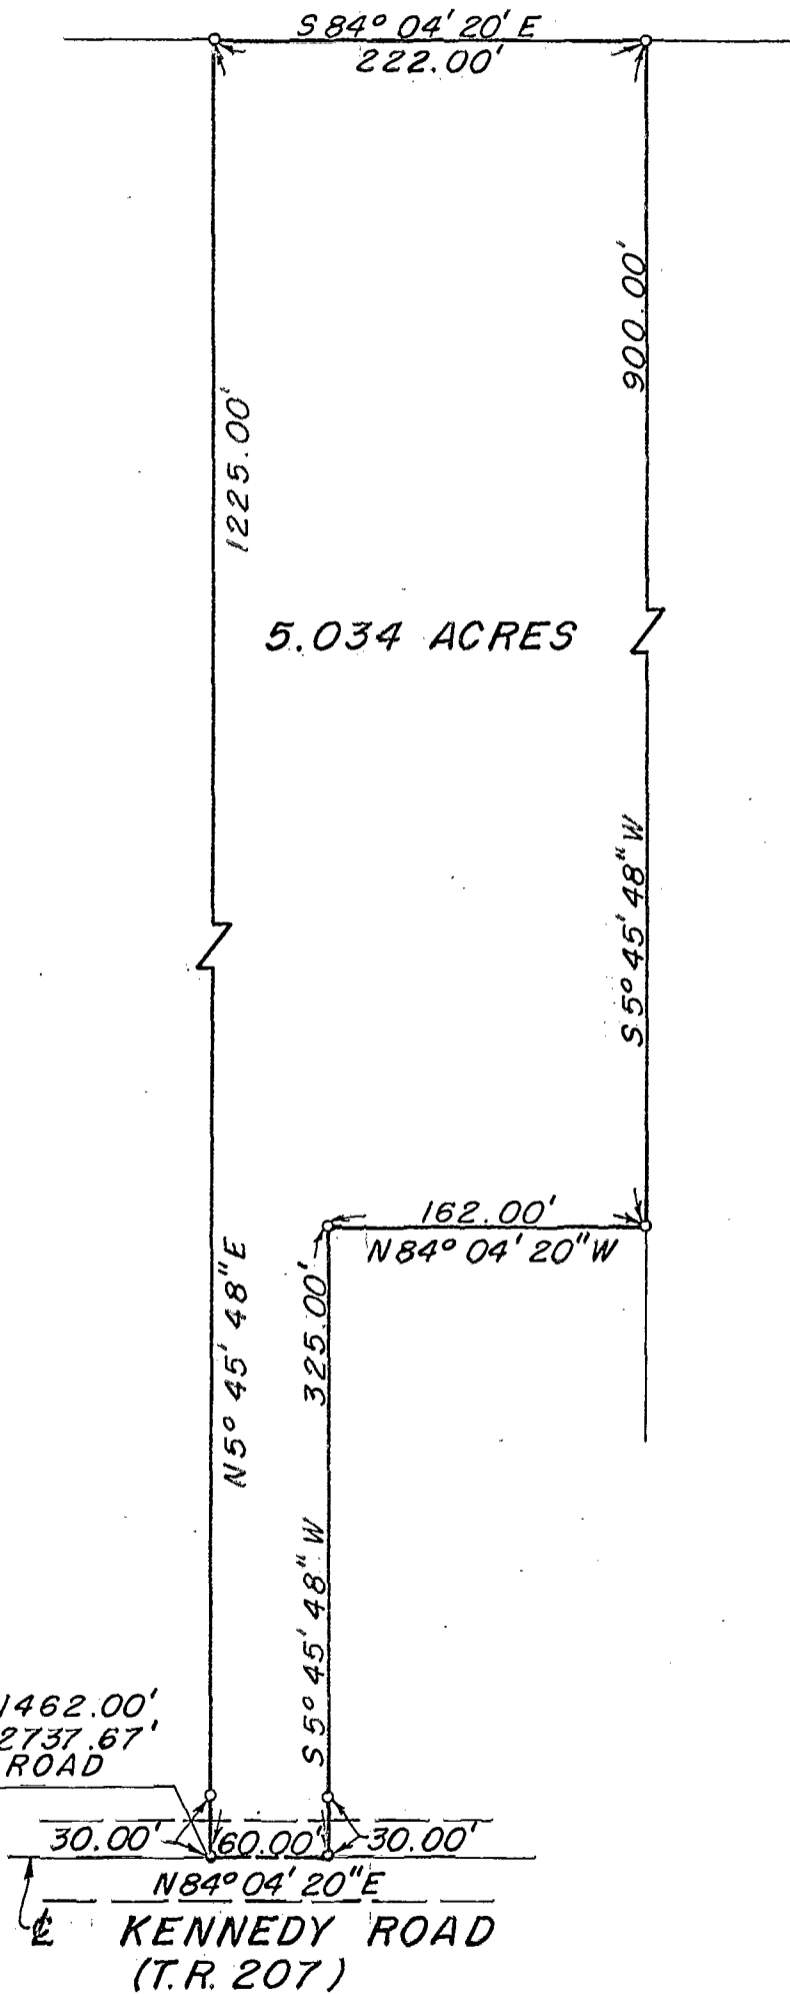 S 84° 04' 20' E
222.00'
900.00'
1225.00'
5.034 ACRES
S 5° 45' 48" W
162.00'
N 84° 04' 20" W
N 5° 45' 48" E
325.00'
S 5° 45' 48" W
1462.00'
2737.67'
ROAD
30.00' 60.00' 30.00'
N 84° 04' 20" E
℄ KENNEDY ROAD
(T.R. 207)